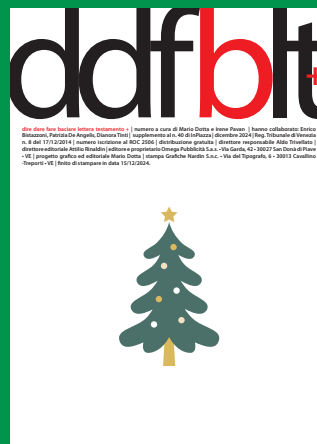 ddfblt
+
dire dare fare baciare lettera testamento + | numero a cura di Mario Dotta e Irene Pavan | hanno collaborato: Enrico
Bistazzoni, Patrizia De Angelis, Dianora Tinti | supplemento al n. 40 di inPiazza | dicembre 2024 | Reg. Tribunale di Venezia
n. 8 del 17/12/2014 | numero iscrizione al ROC 2506 | distribuzione gratuita | direttore responsabile Aldo Trivellato |
direttore editoriale Attilio Rinaldin | editore e proprietario Omega Pubblicità S.a.s. • Via Garda, 42 • 30027 San Donà di Piave
• VE | progetto grafico ed editoriale Mario Dotta | stampa Grafiche Nardin S.n.c. • Via del Tipografo, 6 • 30013 Cavallino
-Treporti • VE | finito di stampare in data 15/12/2024.